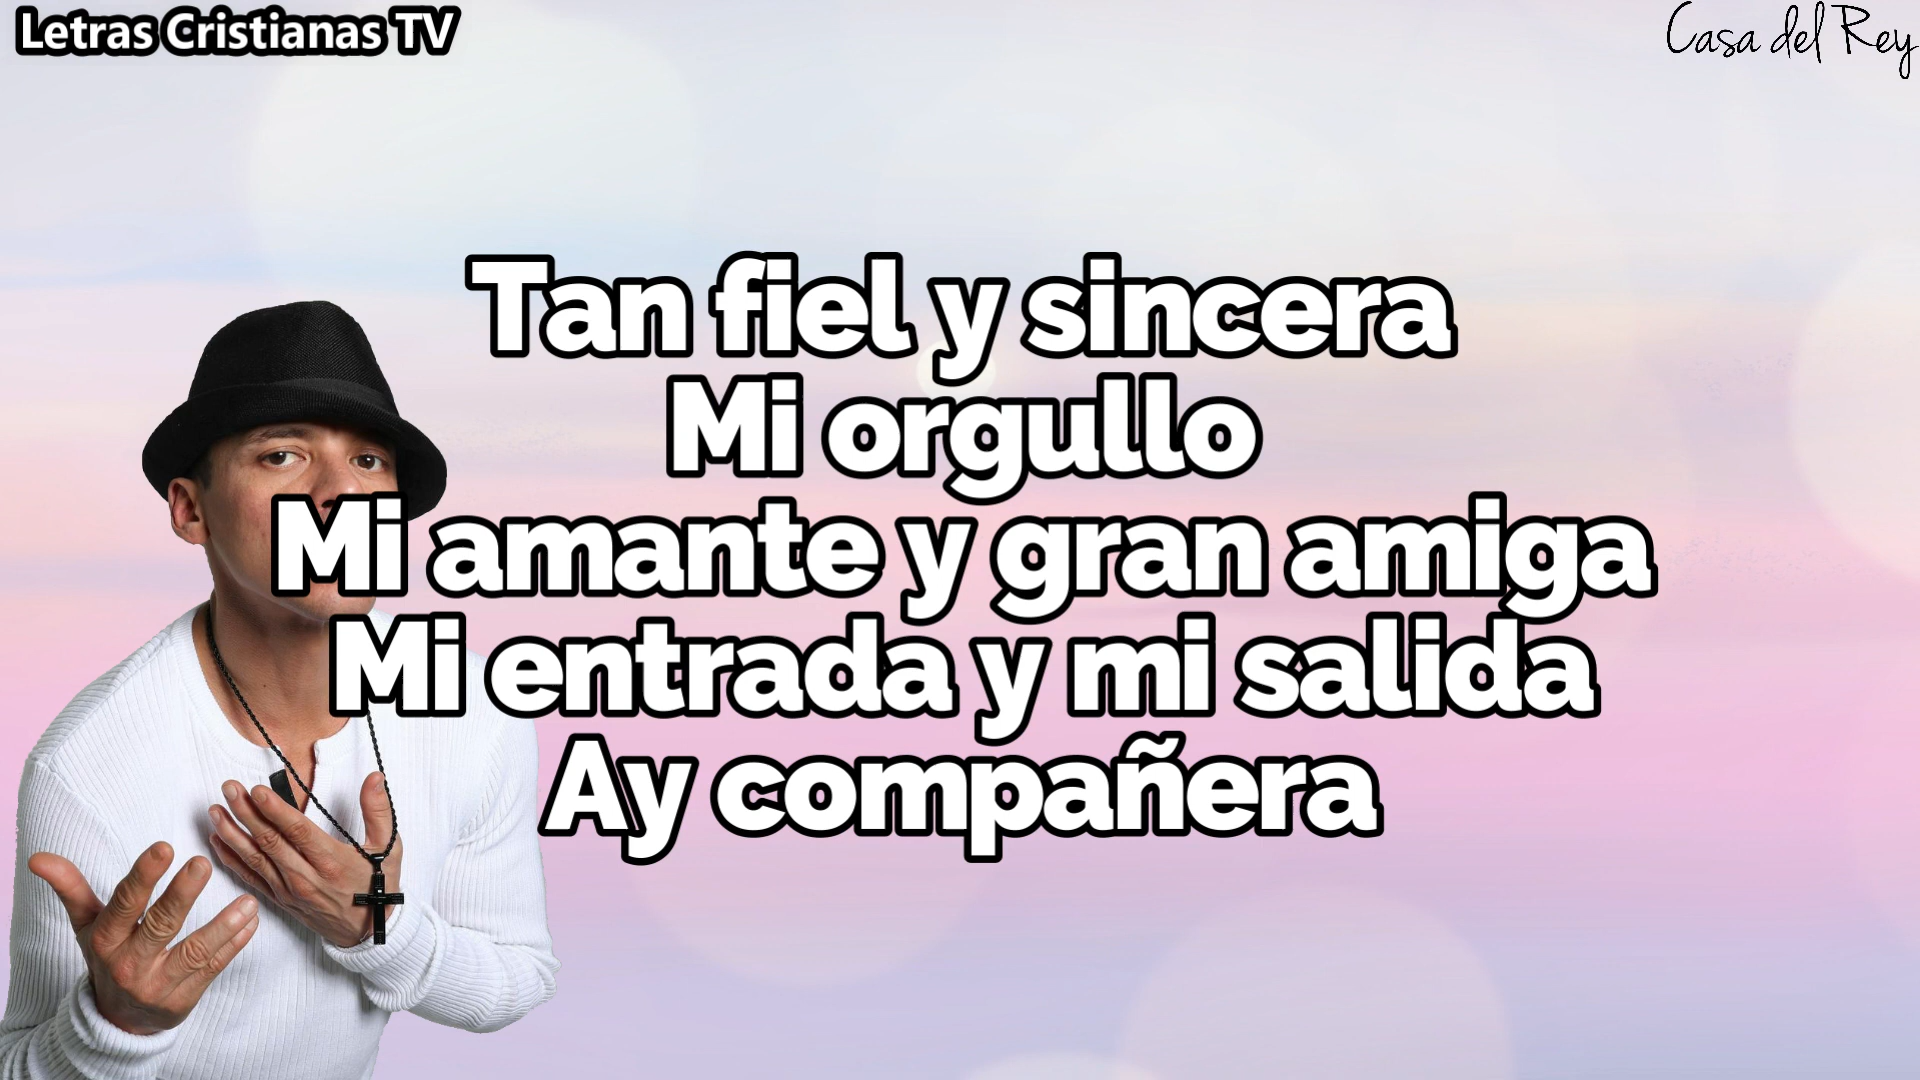 Letras Cristianas TV
Casa del Rey
Tan fiel y sincera
Mi orgullo
Mi amante y gran amiga
Mi entrada y mi salida
Ay compañera